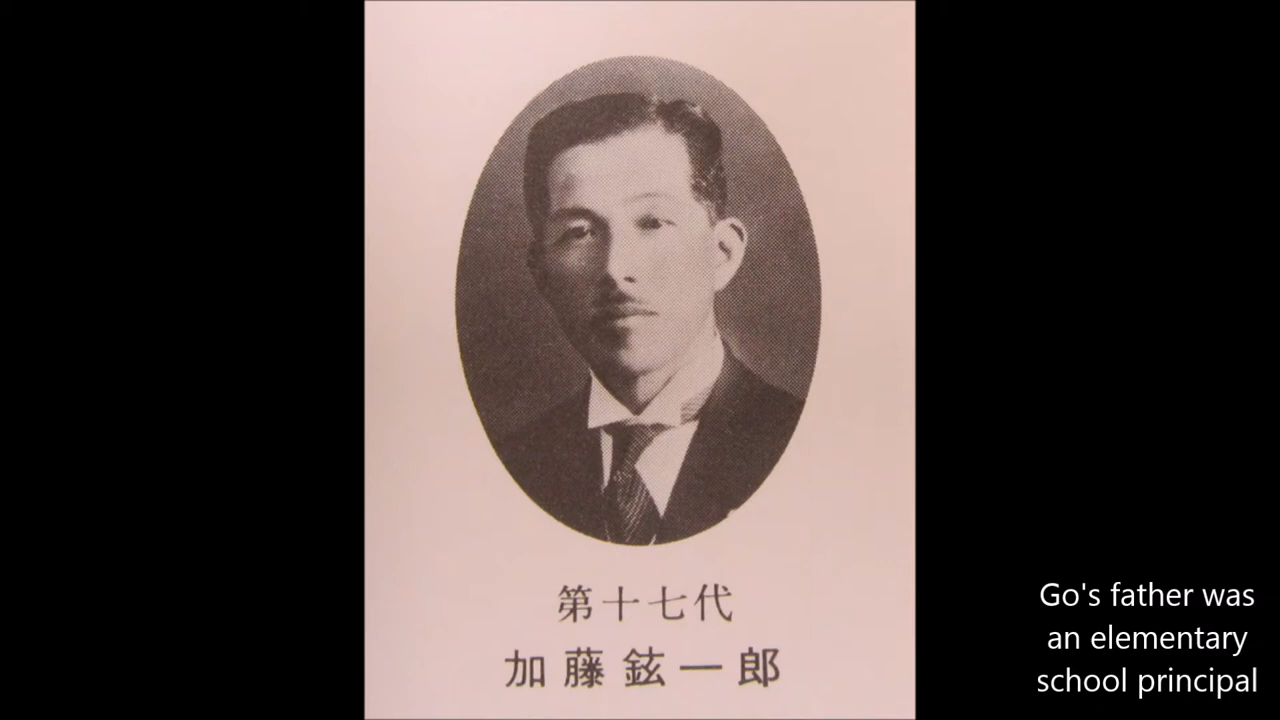 第十七代
加藤鉉一郎
Go's father was
an elementary
school principal